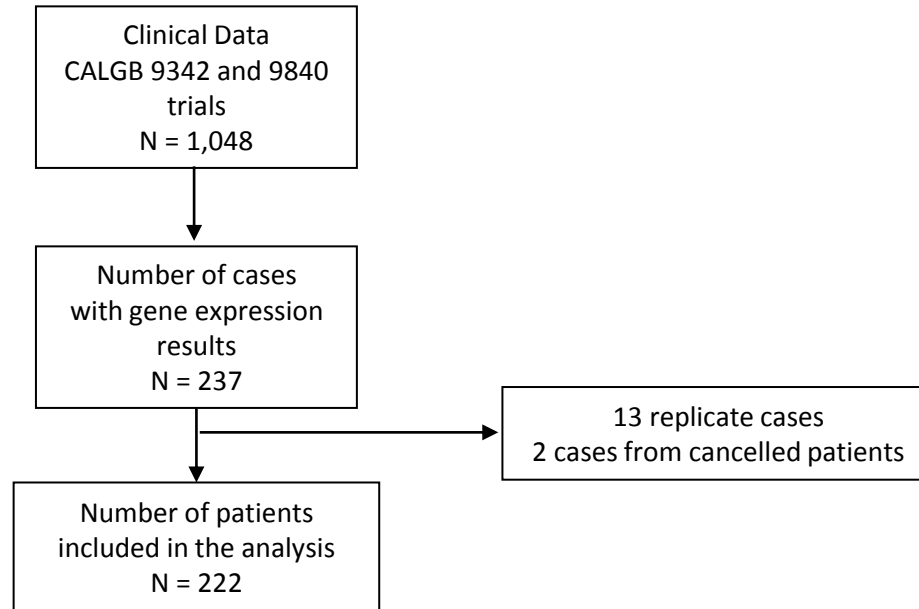 Clinical Data
CALGB 9342 and 9840
trials
N = 1,048
Number of cases
with gene expression
results
N = 237
13 replicate cases
2 cases from cancelled patients
Number of patients
included in the analysis
N = 222